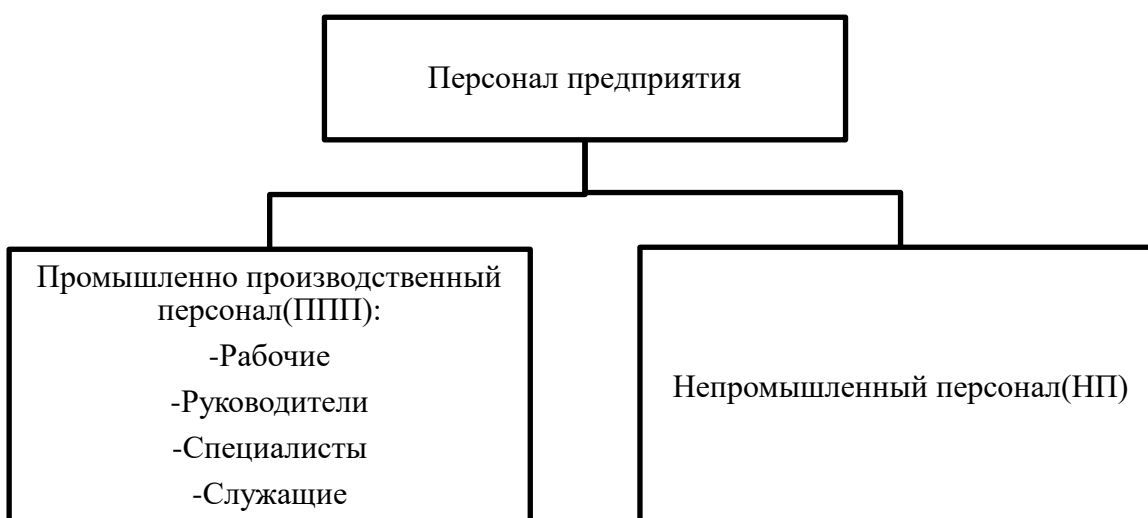 Персонал предприятия
Промышленно производственный
персонал(ППП):
-Рабочие
-Руководители
-Специалисты
-Служащие
Непромышленный персонал(НП)